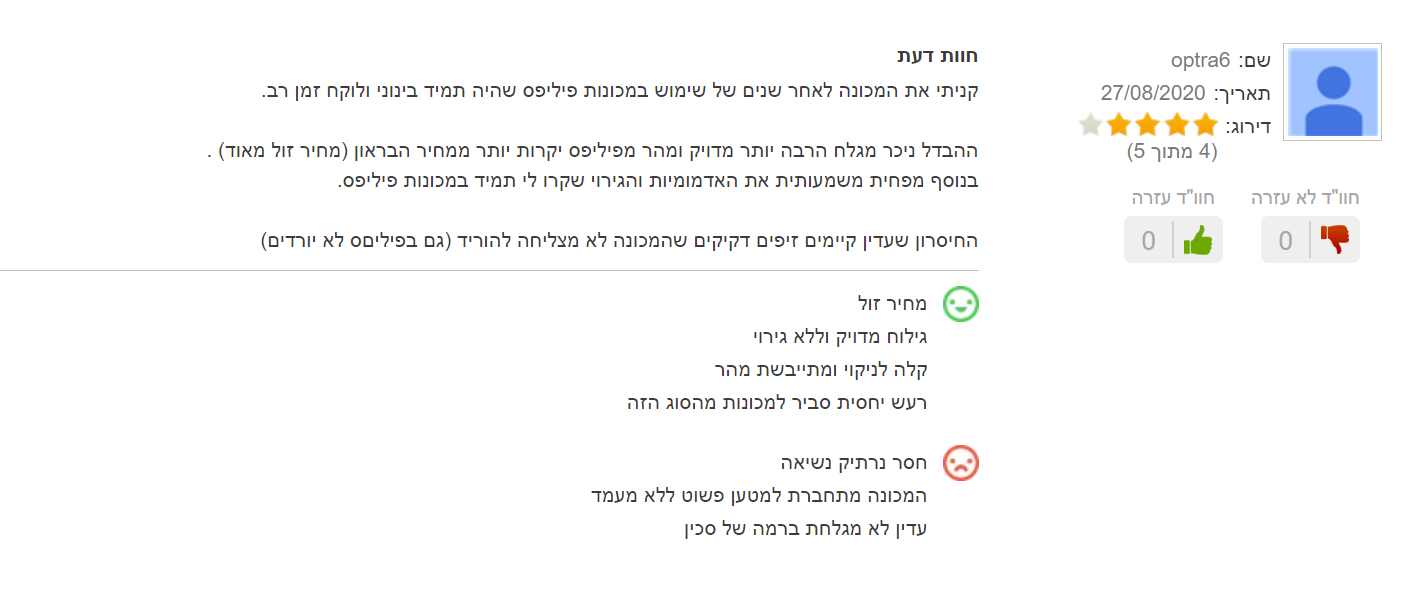 שם: optra6
תאריך: 27/08/2020
דירוג:
(4 מתוך 5)
חוו"ד לא עזרה
חוו"ד עזרה
0
0
חוות דעת
קניתי את המכונה לאחר שנים של שימוש במכונות פיליפס שהיה תמיד בינוני ולוקח זמן רב.
ההבדל ניכר מגלח הרבה יותר מדויק ומהר מפיליפס יקרות יותר ממחיר הבראון (מחיר זול מאוד) .
בנוסף מפחית משמעותית את האדמומיות והגירוי שקרו לי תמיד במכונות פיליפס.
החיסרון שעדין קיימים זיפים דקיקים שהמכונה לא מצליחה להוריד (גם בפיליםס לא יורדים)
מחיר זול
גילוח מדויק וללא גירוי
קלה לניקוי ומתייבשת מהר
רעש יחסית סביר למכונות מהסוג הזה
חסר נרתיק נשיאה
המכונה מתחברת למטען פשוט ללא מעמד
עדין לא מגלחת ברמה של סכין